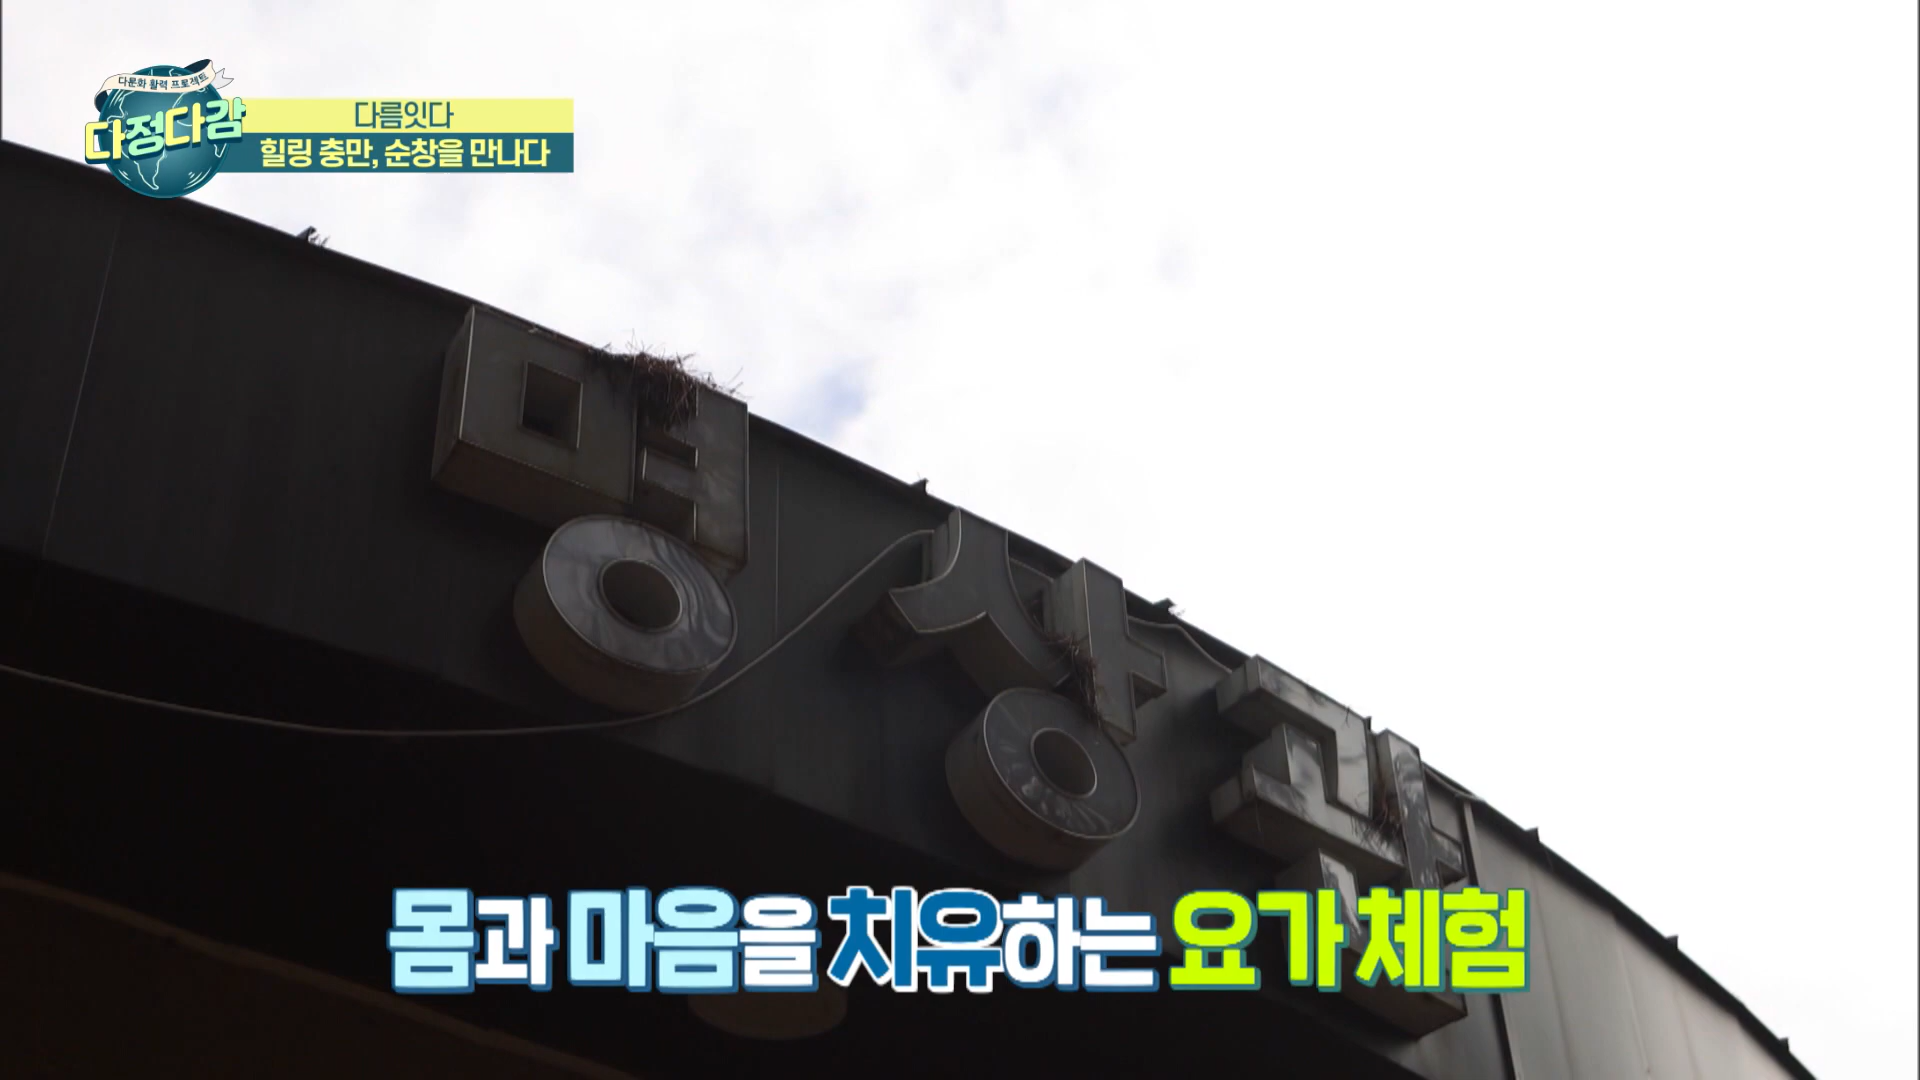 다문화 활력 프로젝트
다정다감
다름잇다
힐링 충만, 순창을 만나다
명상관
몸과 마음을 치유하는 요가 체험